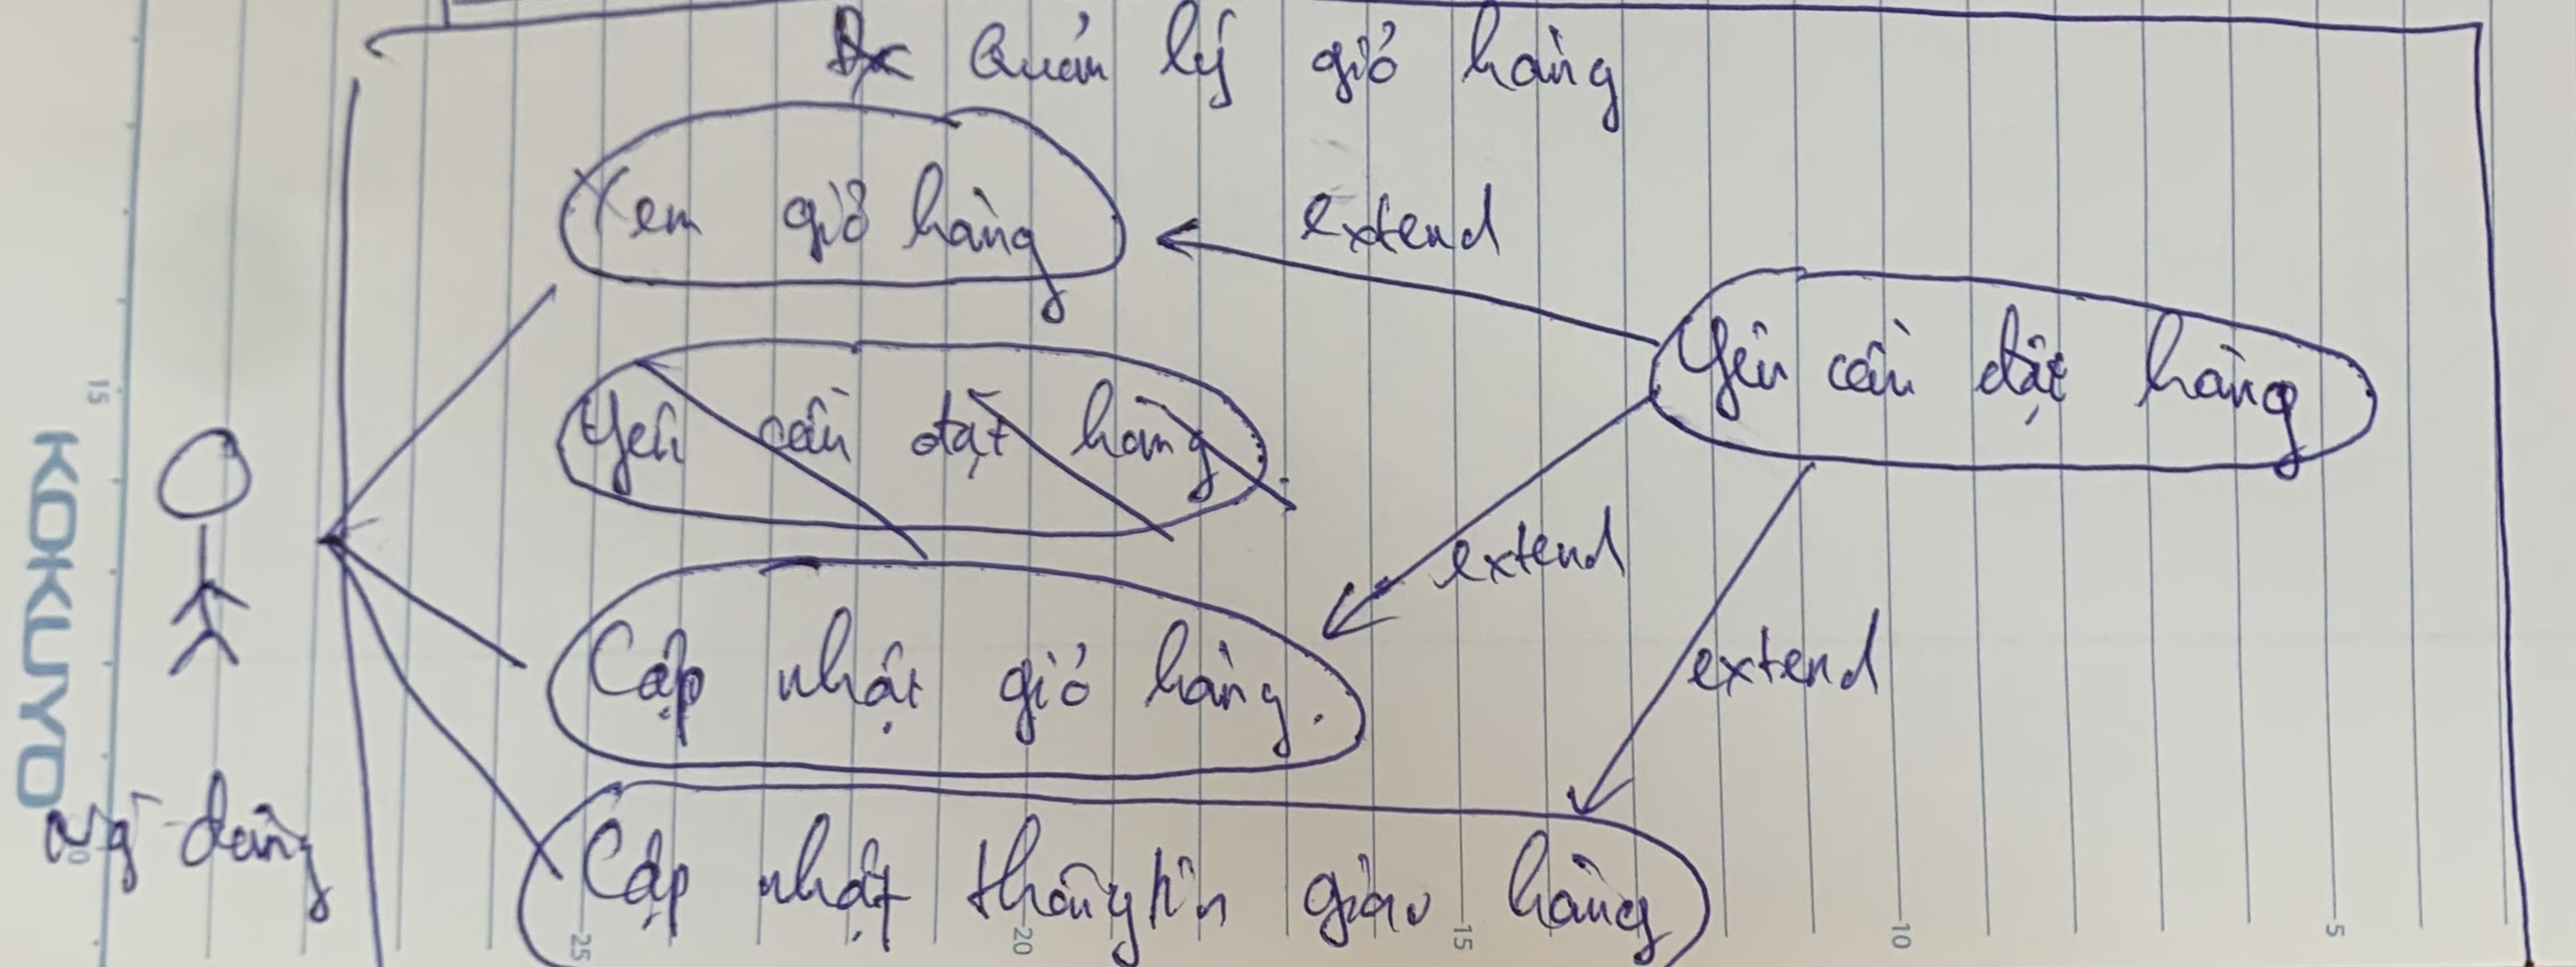 Quản lý giỏ hàng
Xem giỏ hàng
extend
Yêu cầu đặt hàng
Yêu cầu đặt hàng
extend
Cập nhật giỏ hàng.
extend
Cập nhật thông tin giao hàng
ng dùng
KOKUYO
15
20
25
20
15
10
5